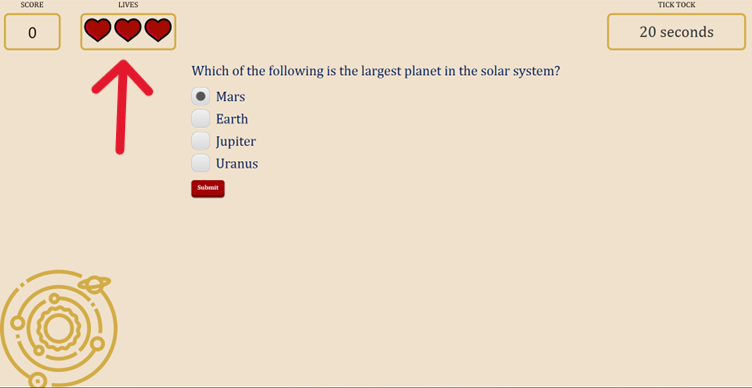 SCORE
LIVES
TICK TOCK
0
20 seconds
Which of the following is the largest planet in the solar system?
Mars
Earth
Jupiter
Uranus
Submit